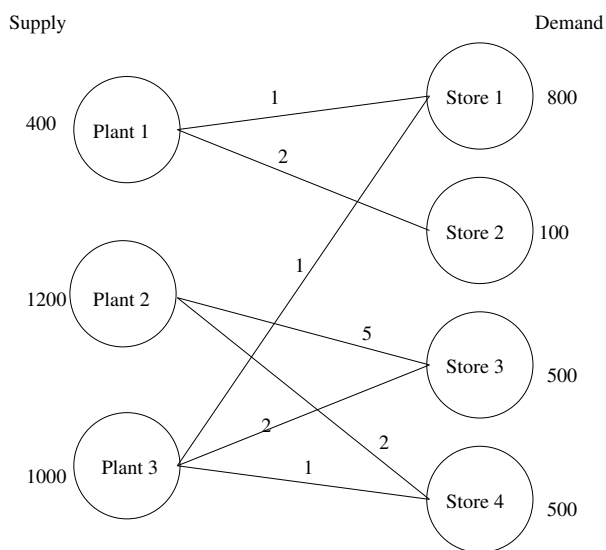 Supply
Demand
400
Plant 1
1
Store 1
800
2
Store 2
100
1
1200
Plant 2
5
Store 3
500
2
2
1000
Plant 3
1
Store 4
500